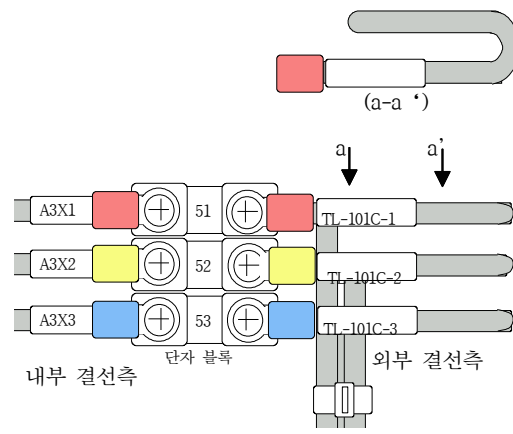 (a-a ‘)
a a’
A3X1 51 TL-101C-1
A3X2 52 TL-101C-2
A3X3 53 TL-101C-3
단자 블록
내부 결선측
외부 결선측